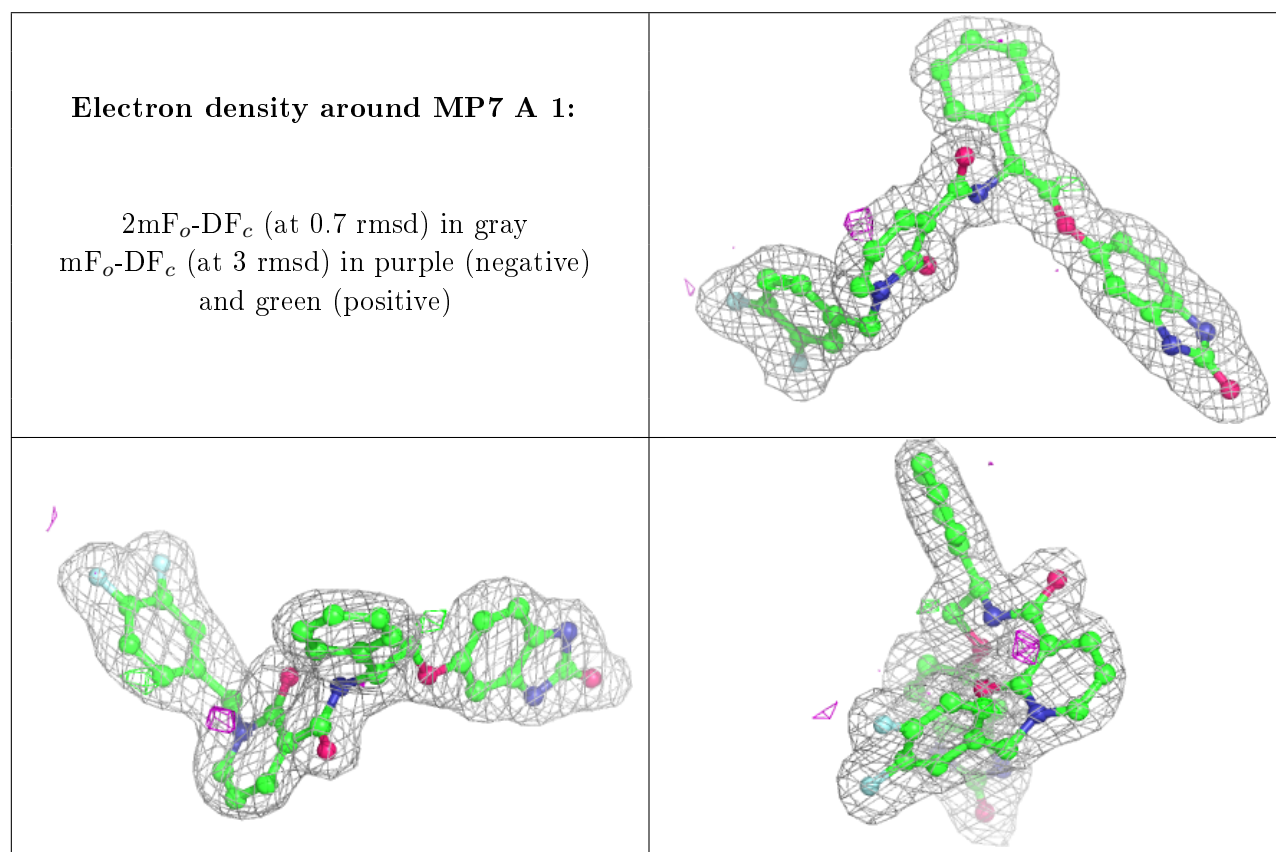 Electron density around MP7 A 1:
2mFo-DFc (at 0.7 rmsd) in gray
mFo-DFc (at 3 rmsd) in purple (negative)
and green (positive)